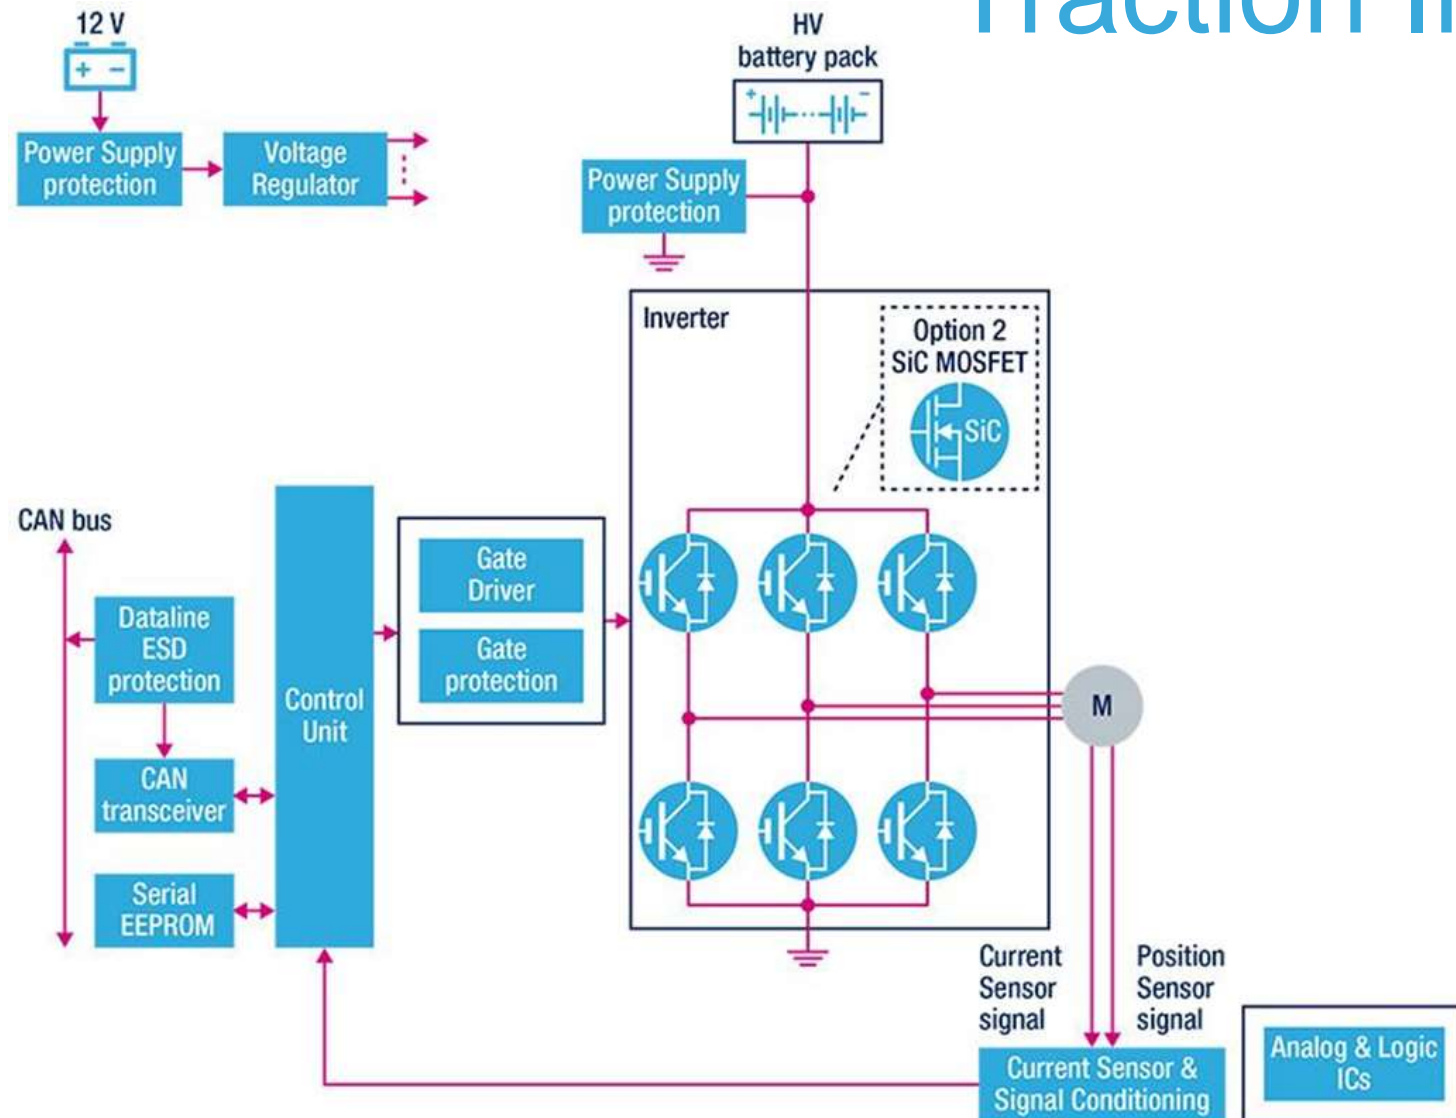 Traction
12 V
+ −
Power Supply
protection
Voltage
Regulator
HV
battery pack
+ −
Power Supply
protection
Inverter
Option 2
SiC MOSFET
SiC
CAN bus
Dataline
ESD
protection
CAN
transceiver
Serial
EEPROM
Control
Unit
Gate
Driver
Gate
protection
M
Current
Sensor
signal
Position
Sensor
signal
Current Sensor &
Signal Conditioning
Analog & Logic
ICs